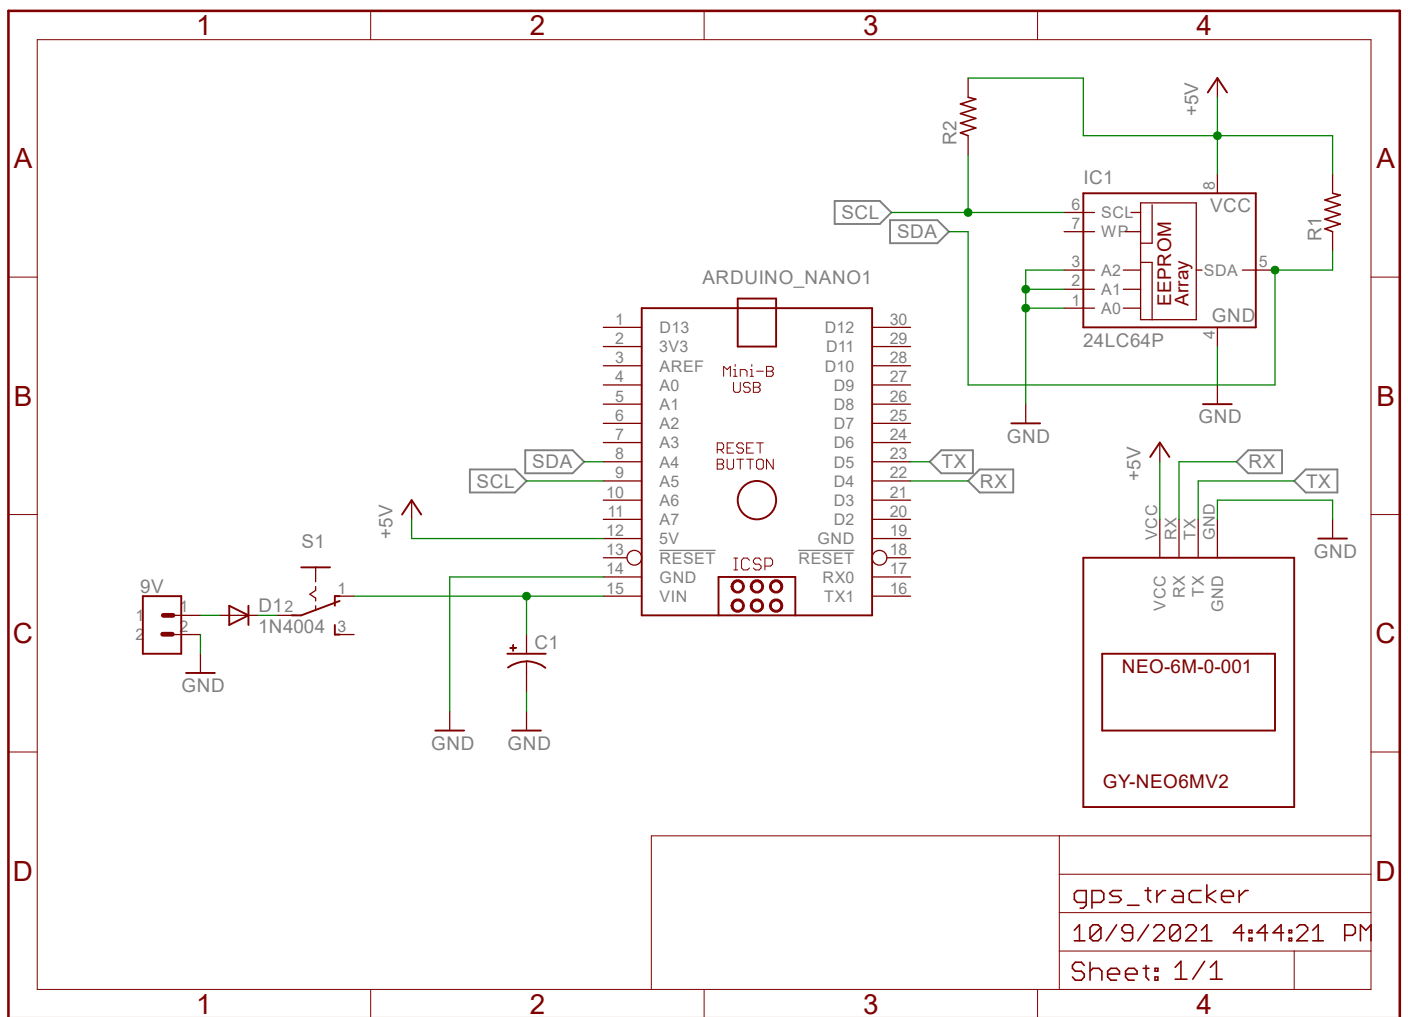 1 2 3 4
A A
B B
C C
D D
1 2 3 4
+5V
R2
IC1
8
VCC
SCL
6 SCL
7 WP
SDA
R1
3 A2
2 A1
1 A0
EEPROM
Array
SDA 5
GND
4
24LC64P
GND
GND
ARDUINO_NANO1
Mini-B
USB
1 D13 D12 30
2 3V3 D11 29
3 AREF D10 28
4 A0 D9 27
5 A1 D8 26
6 A2 D7 25
7 A3 D6 24
SDA 8 A4 D5 23 TX
SCL 9 A5 D4 22 RX
10 A6 D3 21
11 A7 D2 20
12 5V GND 19
13 RESET RESET 18
14 GND RX0 17
15 VIN TX1 16
RESET
BUTTON
ICSP
+5V
S1
9V
1 1
2 2
D1
1N4004
2 1
3
GND
C1
+
GND
GND
+5V
RX
TX
VCC
RX
TX
GND
GND
VCC
RX
TX
GND
NEO-6M-0-001
GY-NEO6MV2
gps_tracker
10/9/2021 4:44:21 PM
Sheet: 1/1